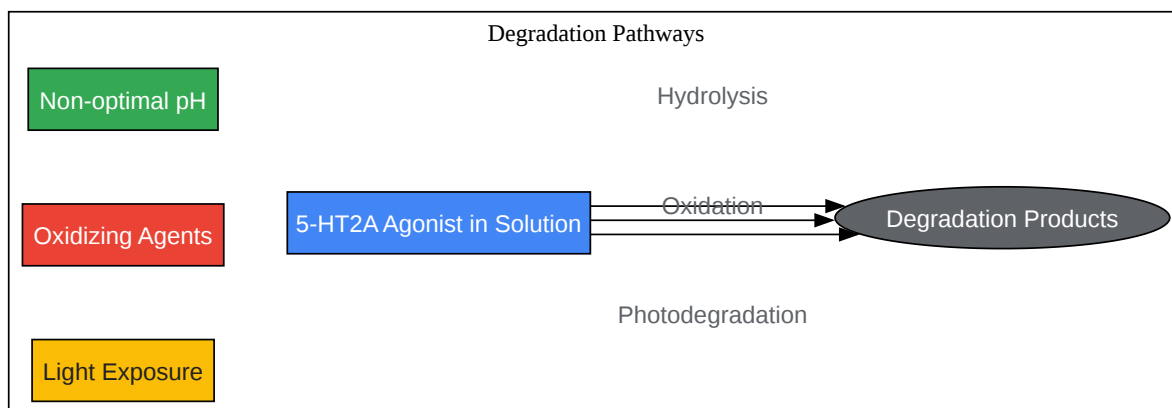 Degradation Pathways
Non-optimal pH
Hydrolysis
Oxidizing Agents
5-HT2A Agonist in Solution
Oxidation
Degradation Products
Photodegradation
Light Exposure